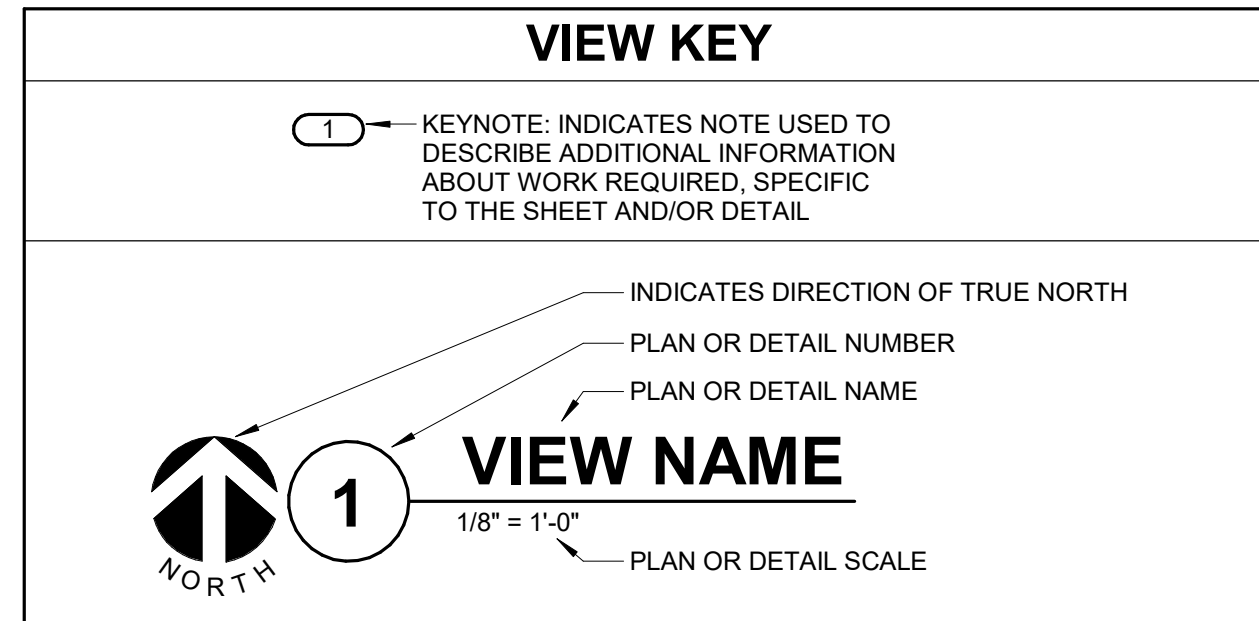 VIEW KEY
1
KEYNOTE: INDICATES NOTE USED TO
DESCRIBE ADDITIONAL INFORMATION
ABOUT WORK REQUIRED, SPECIFIC
TO THE SHEET AND/OR DETAIL
INDICATES DIRECTION OF TRUE NORTH
PLAN OR DETAIL NUMBER
PLAN OR DETAIL NAME
NORTH
1
VIEW NAME
1/8" = 1'-0"
PLAN OR DETAIL SCALE